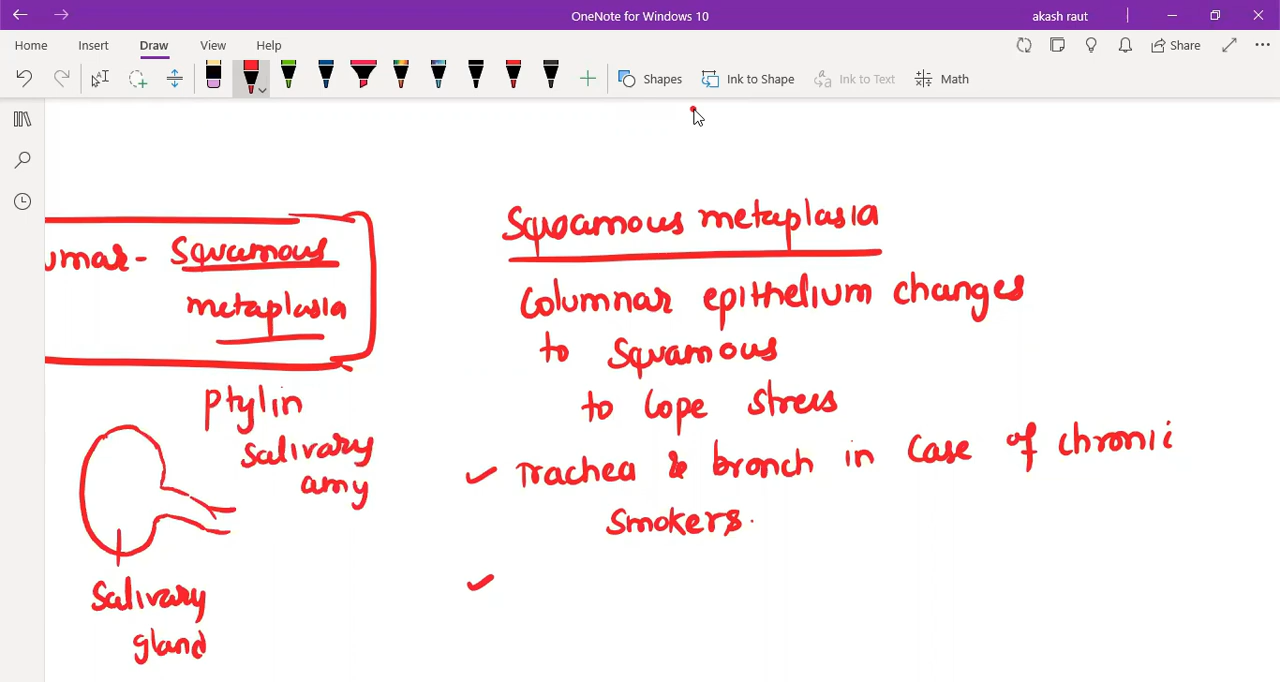 OneNote for Windows 10
akash raut
Home Insert Draw View Help
Share
Shapes
Ink to Shape
Ink to Text
Math
umar- Squamous
metaplasia
Ptylin
Salivary
amy
Salivary
gland
Squamous metaplasia
Columnar epithelium changes
to Squamous
to Cope stress
Trachea & bronch in Case of chronic
Smokers.